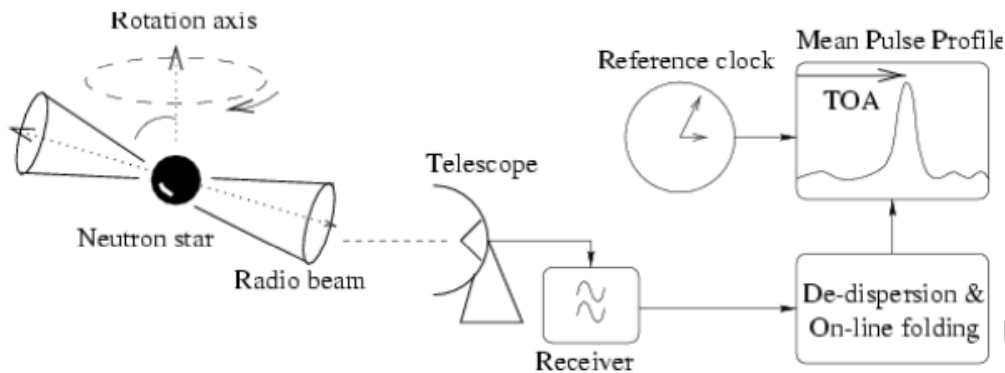 Rotation axis
Neutron star
Radio beam
Telescope
Receiver
Reference clock
Mean Pulse Profile
TOA
De-dispersion &
On-line folding